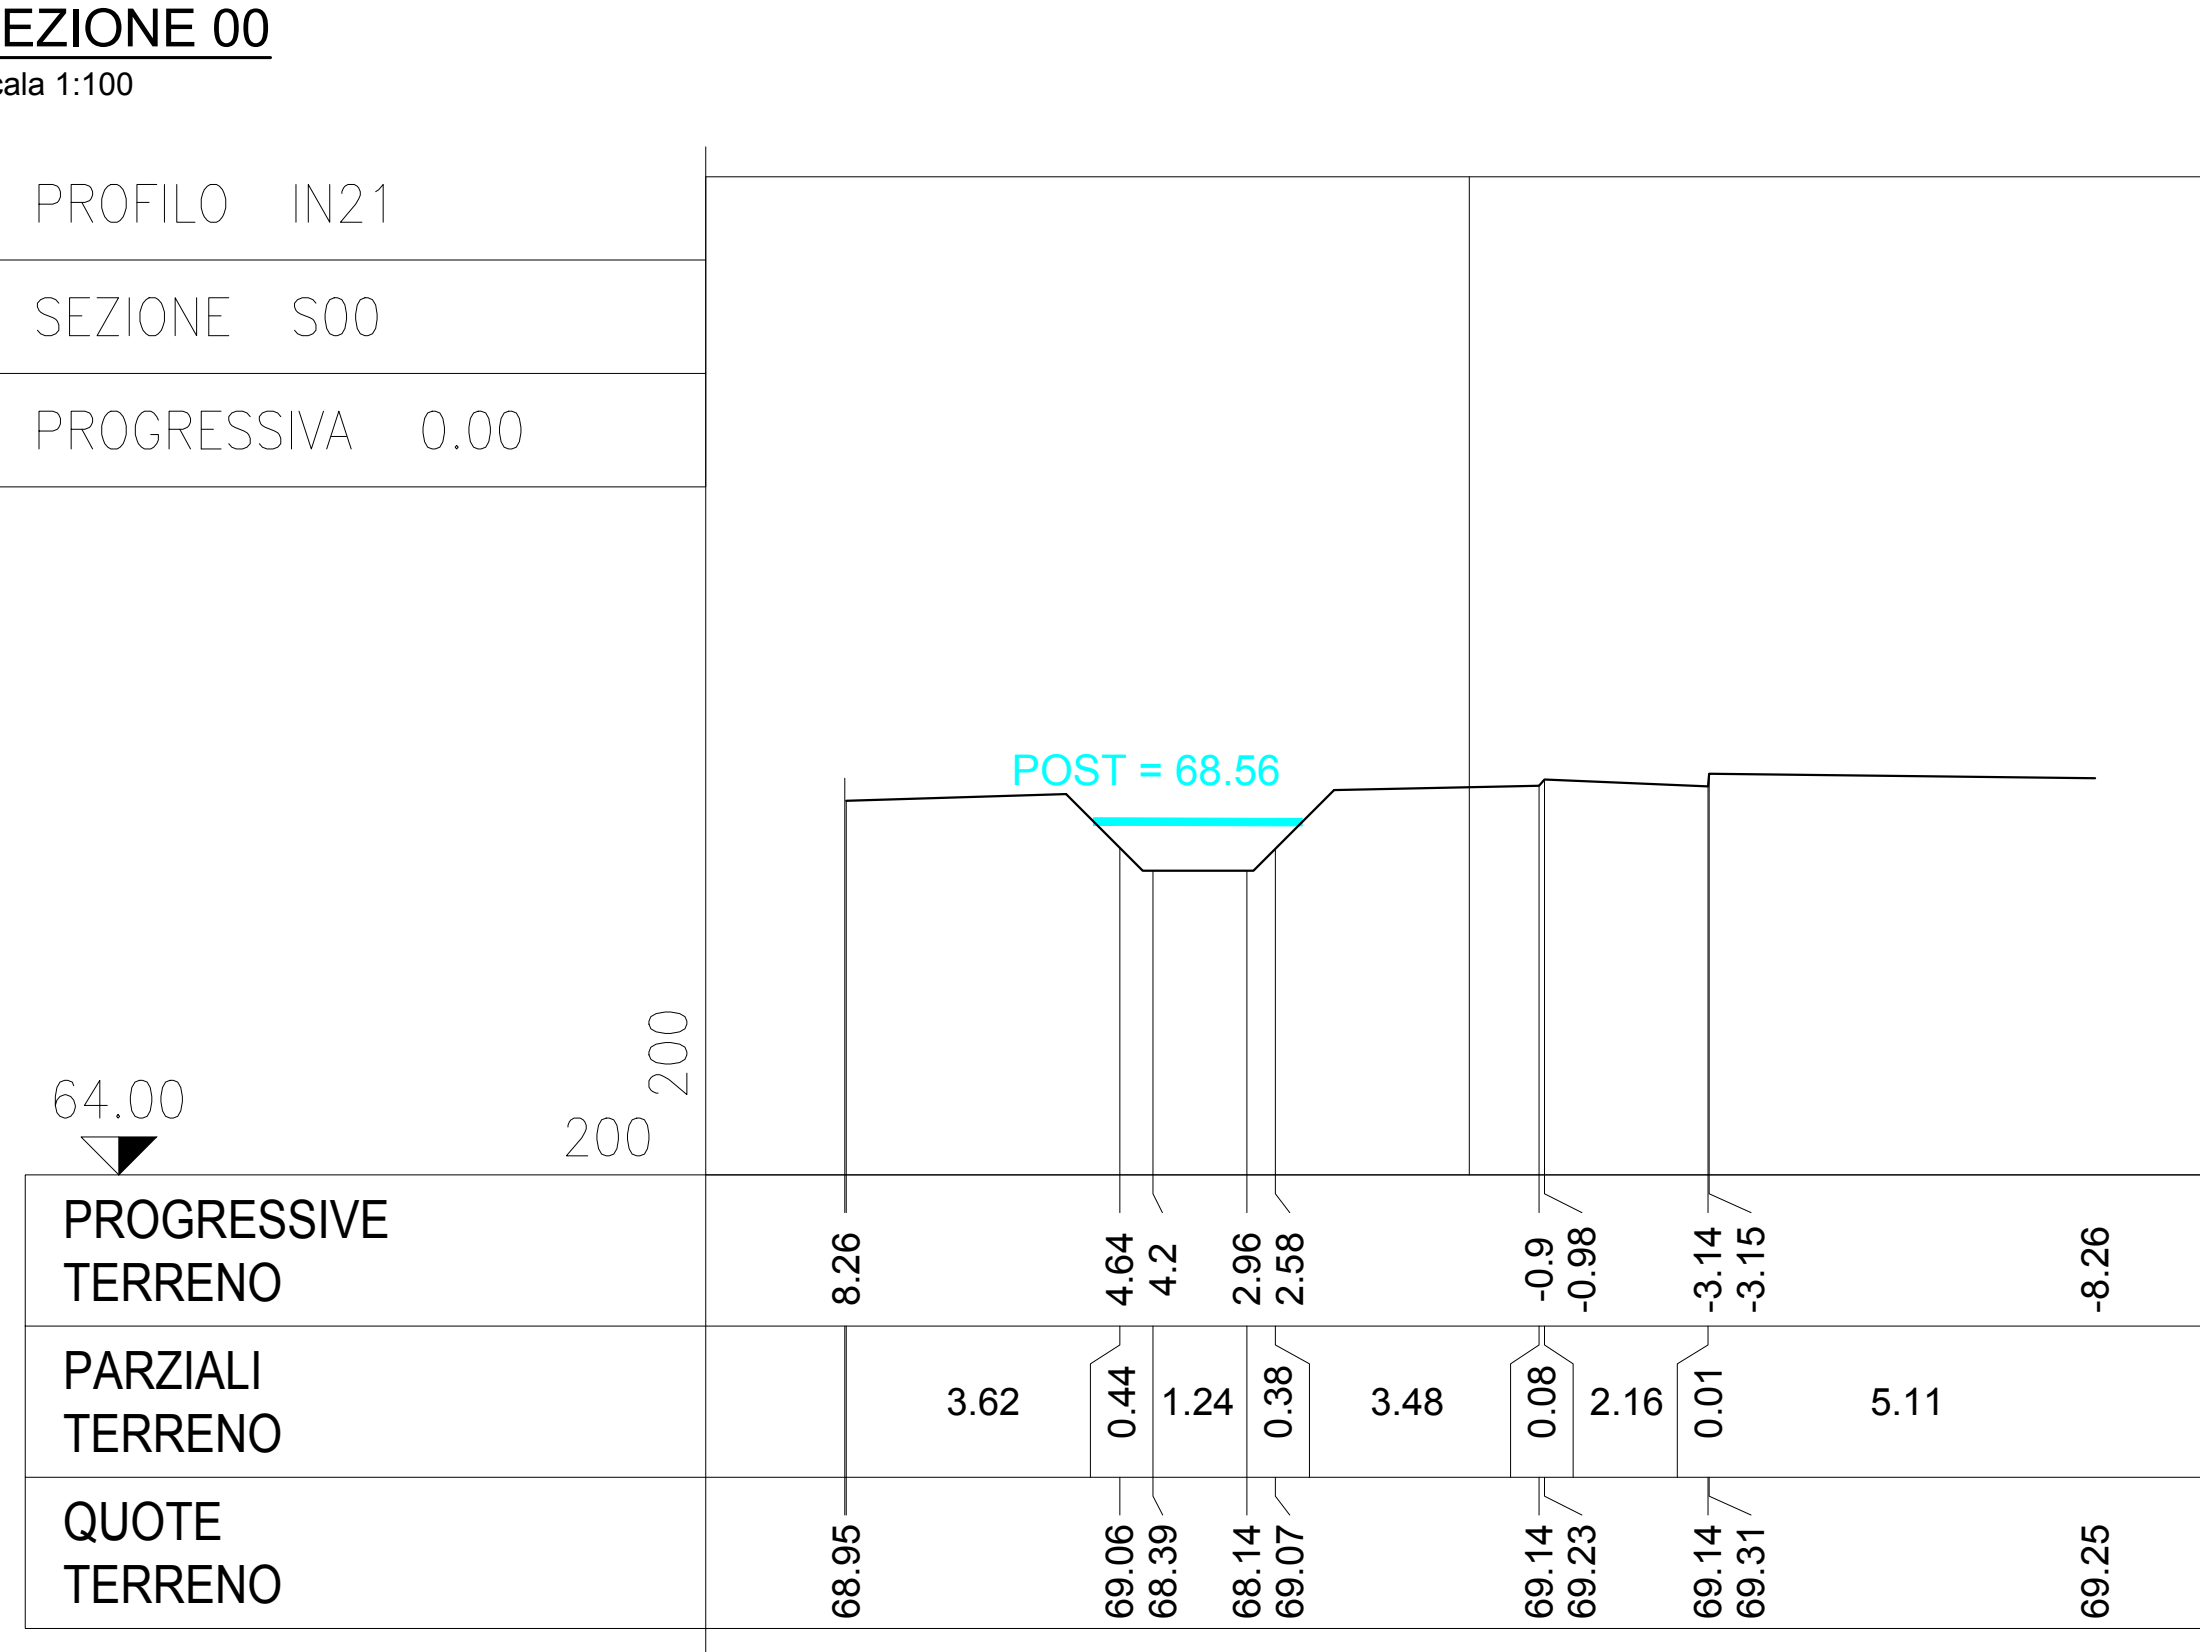 EZIONE 00
cala 1:100
PROFILO IN21
SEZIONE S00
PROGRESSIVA 0.00
POST = 68.56
200
64.00
200
PROGRESSIVE
TERRENO
8.26 4.64 4.2 2.96 2.58 -0.9 -0.98 -3.14 -3.15 -8.26
PARZIALI
TERRENO
3.62 0.44 1.24 0.38 3.48 0.08 2.16 0.01 5.11
QUOTE
TERRENO
68.95 69.06 68.39 68.14 69.07 69.14 69.23 69.14 69.31 69.25